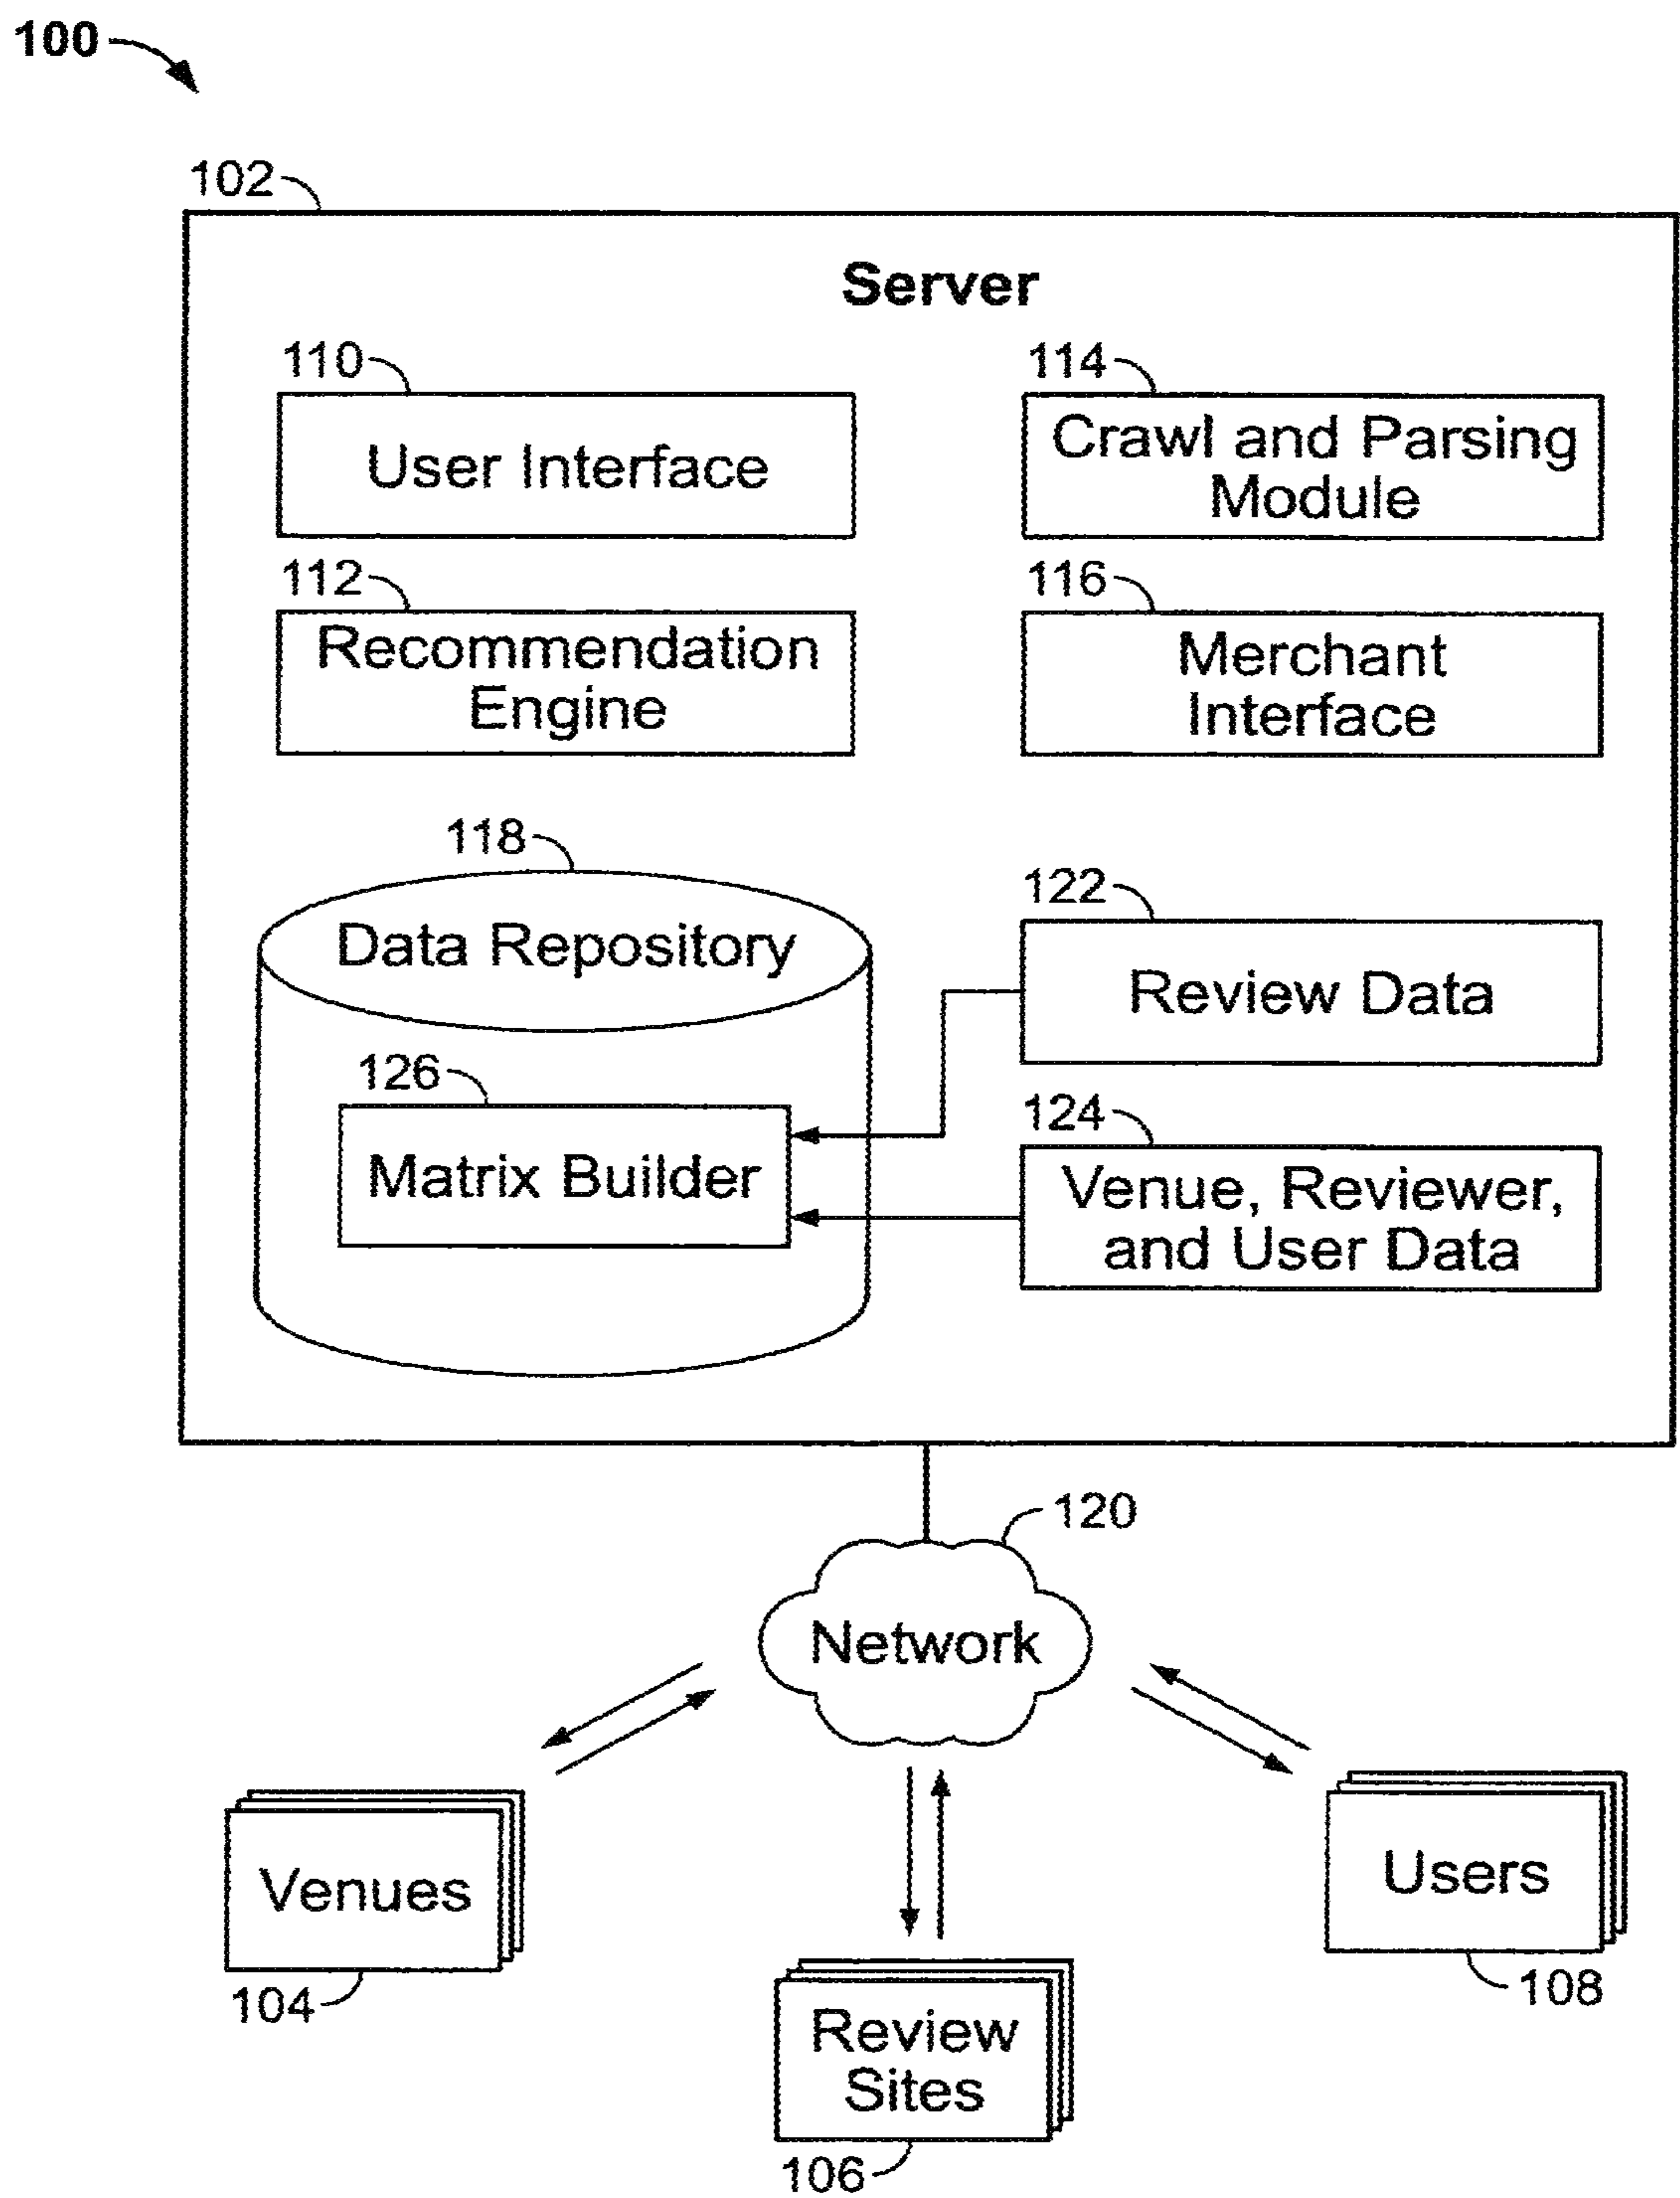 100
102
Server
110
User Interface
114
Crawl and Parsing
Module
112
Recommendation
Engine
116
Merchant
Interface
118
Data Repository
122
Review Data
126
Matrix Builder
124
Venue, Reviewer,
and User Data
120
Network
Venues
104
Review
Sites
106
Users
108